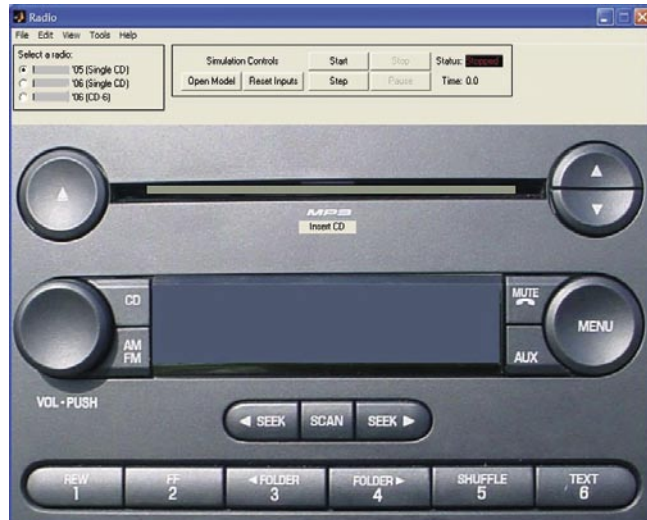 Radio
File Edit View Tools Help
Select a radio:
'05 (Single CD)
'06 (Single CD)
'06 (CD-6)
Simulation Controls
Start
Stop
Status: Stopped
Open Model
Reset Inputs
Step
Pause
Time: 0.0
MP3
Insert CD
CD
MUTE
AM
FM
AUX
MENU
VOL•PUSH
SEEK
SCAN
SEEK
REW
1
FF
2
FOLDER
3
FOLDER
4
SHUFFLE
5
TEXT
6